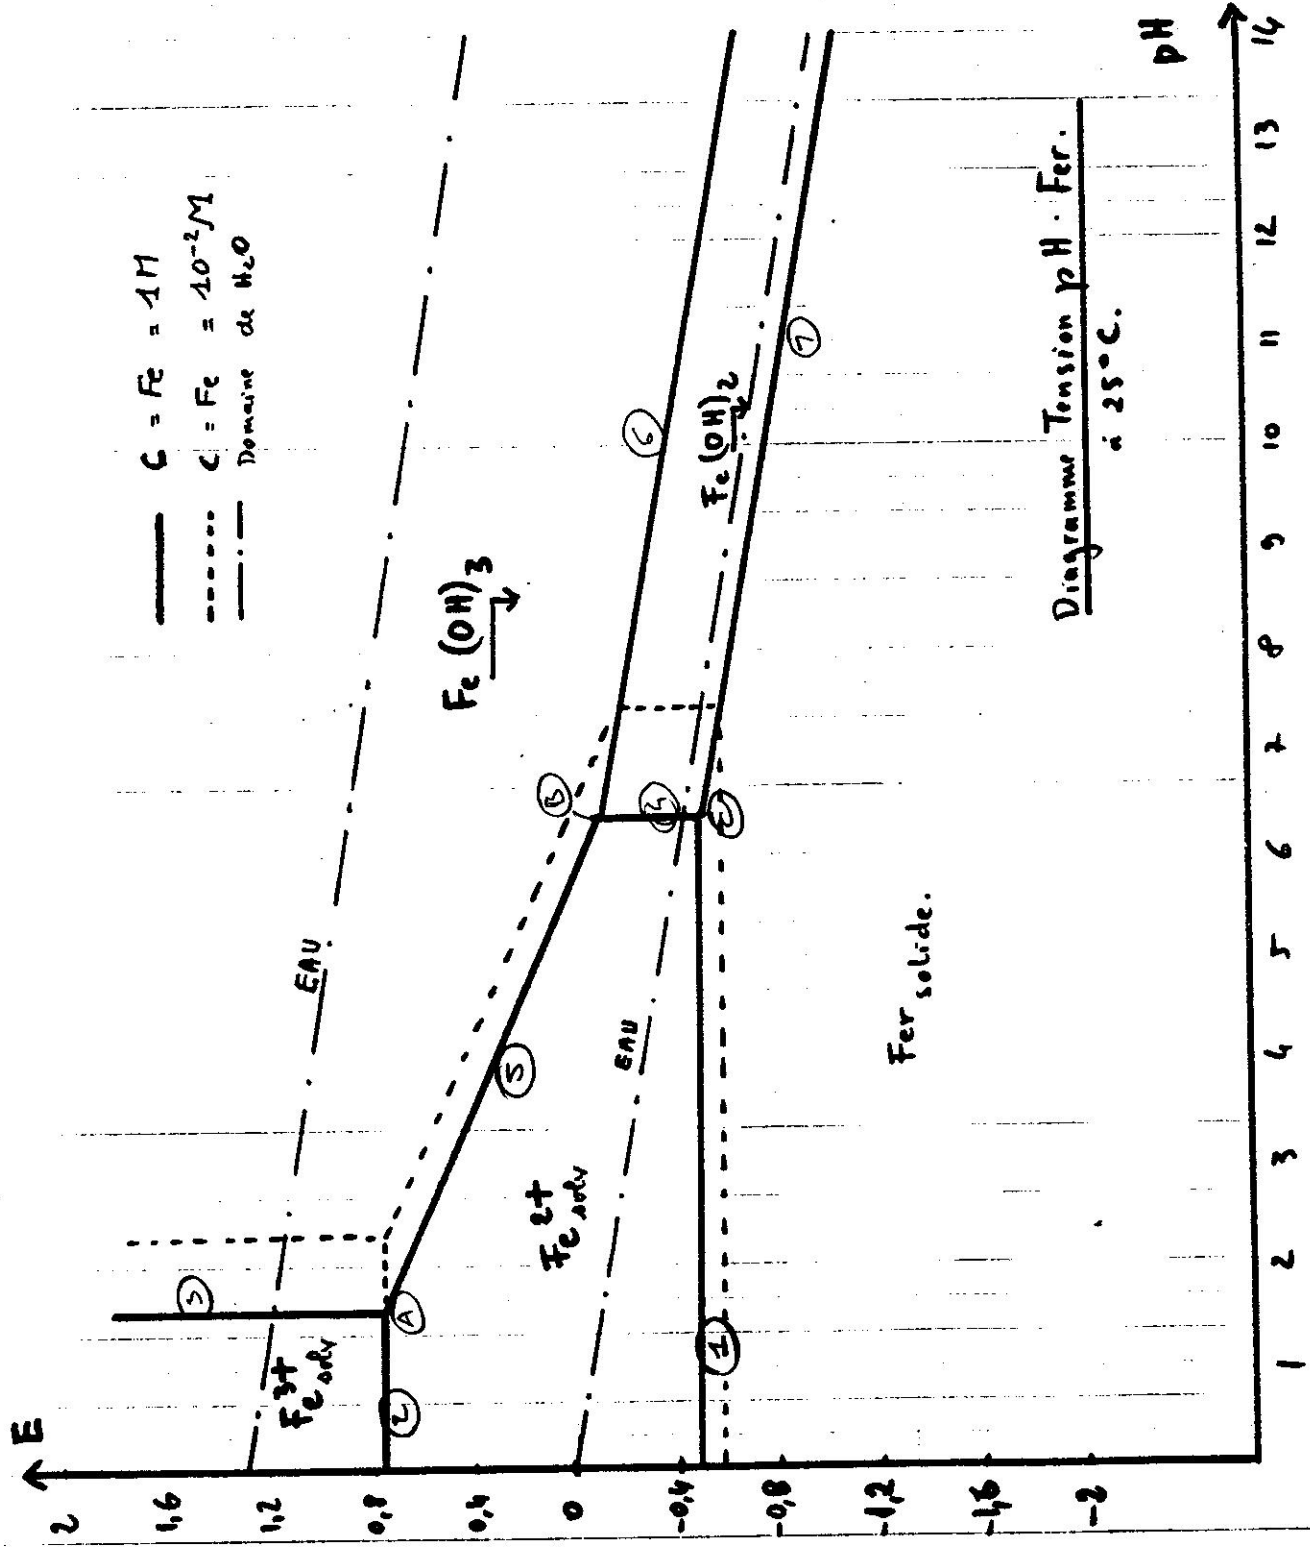 E
C = Fe = 1M
C = Fe = 10⁻²M
Domaine de H₂O
EAU
Fe³⁺ solv
Fe (OH)₃
Fe²⁺ solv
EAU
Fe (OH)₂
Fer solide.
Diagramme Tension pH. Fer.
à 25°C.
3
2
A
5
B
4
6
7
1
2
1,6
1,2
0,8
0,4
0
-0,4
-0,8
-1,2
-1,6
-2
1 2 3 4 5 6 7 8 9 10 11 12 13 14
pH